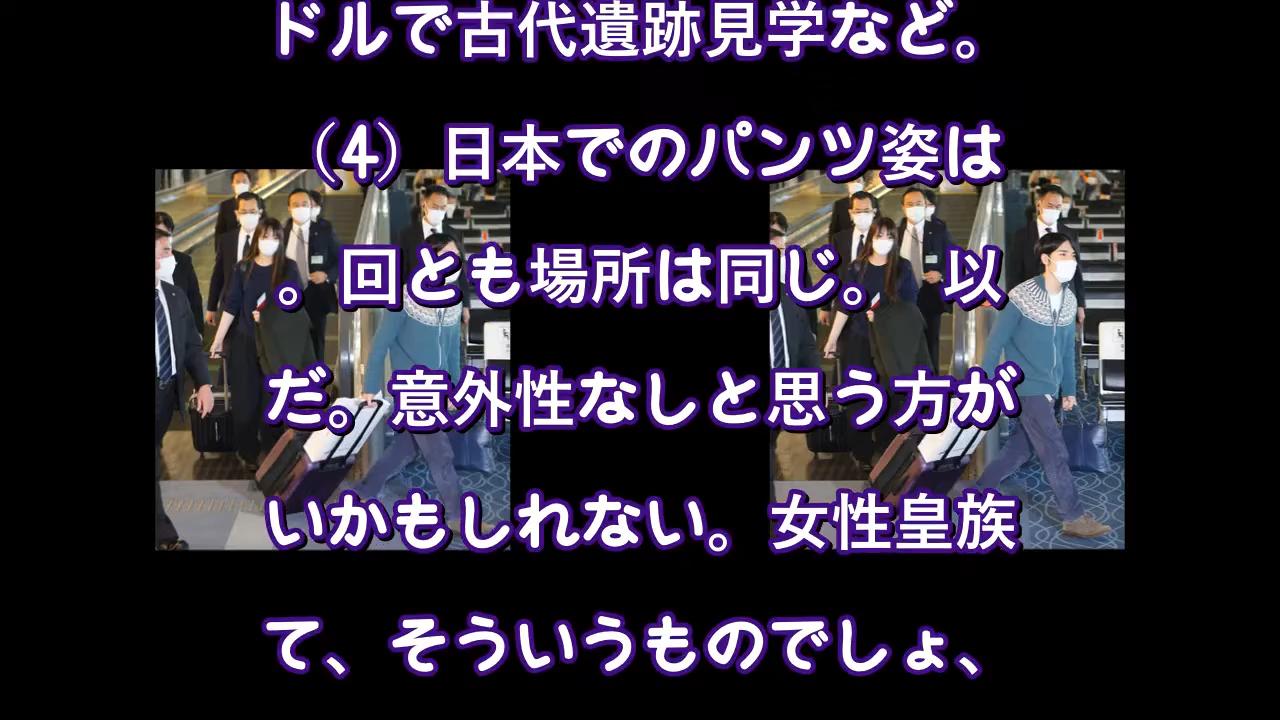 ドルで古代遺跡見学など。
（4）日本でのパンツ姿は
。回とも場所は同じ。　以
だ。意外性なしと思う方が
いかもしれない。女性皇族
て、そういうものでしょ、